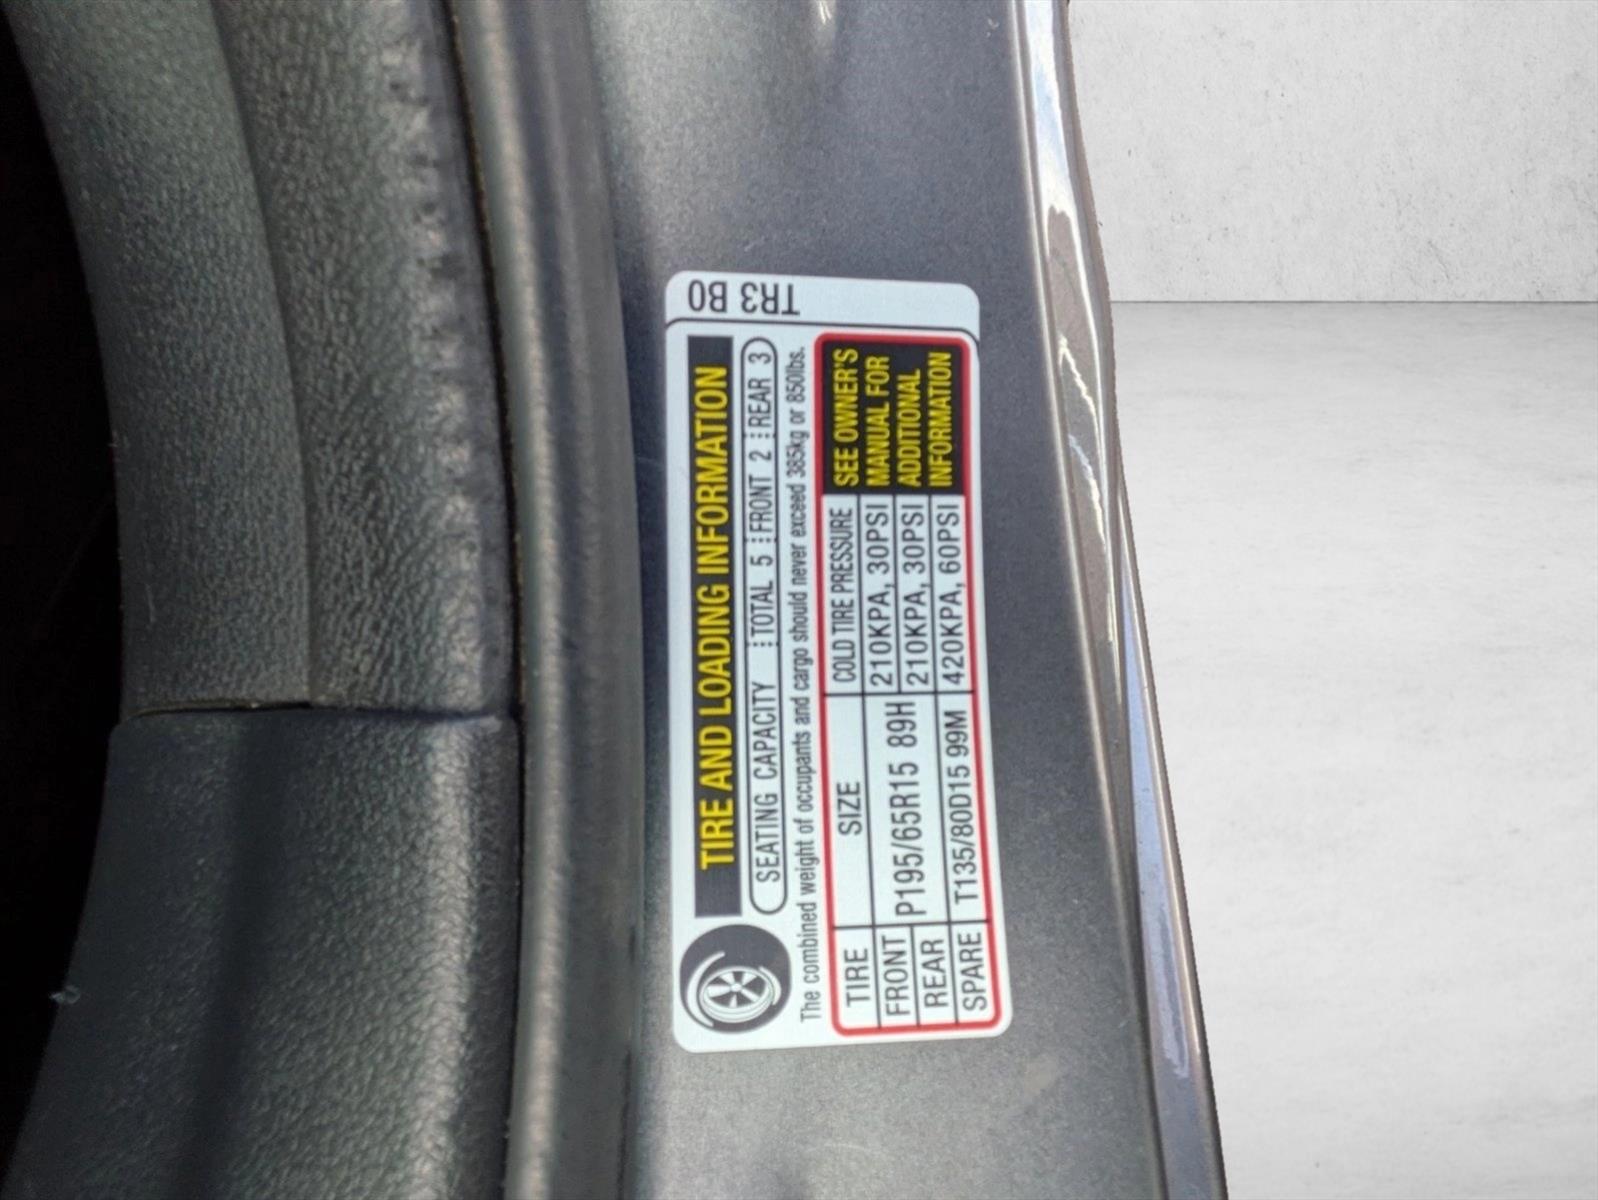 TIRE AND LOADING INFORMATION
SEATING CAPACITY TOTAL 5 FRONT 2 REAR 3
The combined weight of occupants and cargo should never exceed 385kg or 850lbs.
TIRE SIZE COLD TIRE PRESSURE
FRONT P195/65R15 89H 210KPA, 30PSI
REAR 210KPA, 30PSI
SPARE T135/80D15 99M 420KPA, 60PSI
SEE OWNER'S
MANUAL FOR
ADDITIONAL
INFORMATION
TR3 B0